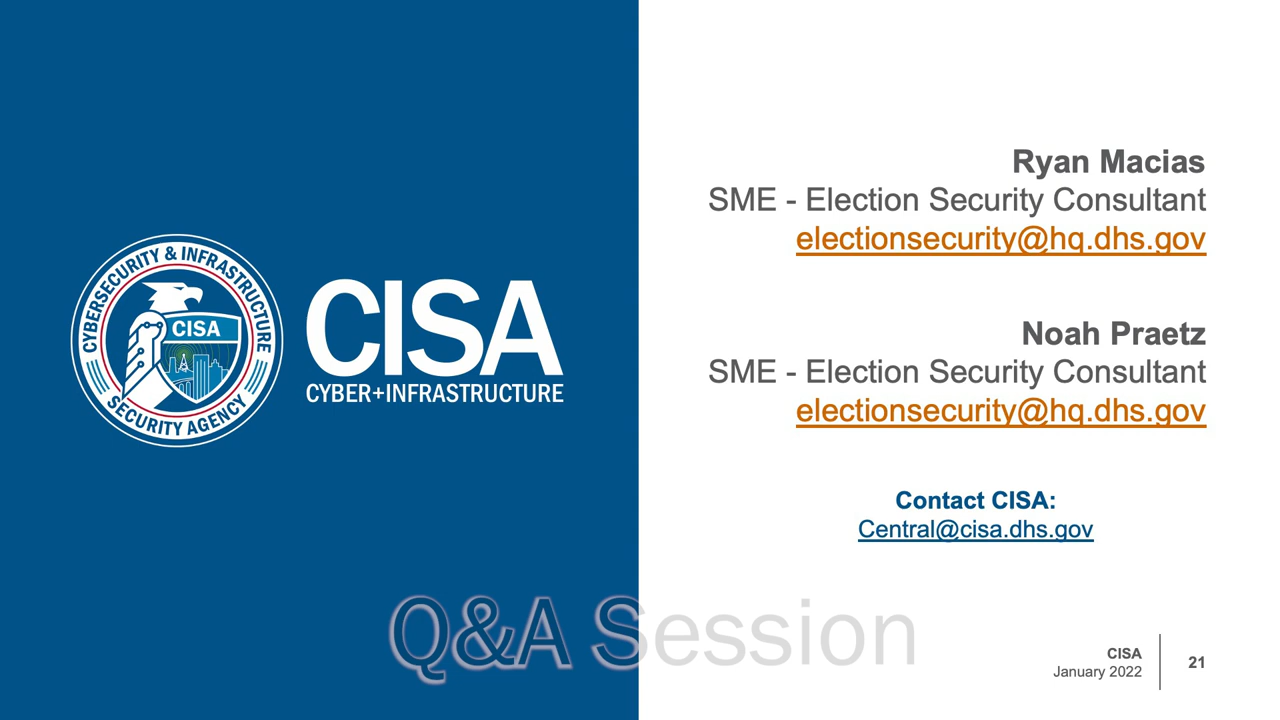 CYBERSECURITY & INFRASTRUCTURE
SECURITY AGENCY
CISA
CISA
CYBER+INFRASTRUCTURE
Ryan Macias
SME - Election Security Consultant
electionsecurity@hq.dhs.gov
Noah Praetz
SME - Election Security Consultant
electionsecurity@hq.dhs.gov
Contact CISA:
Central@cisa.dhs.gov
Q&A Session
CISA
January 2022
21